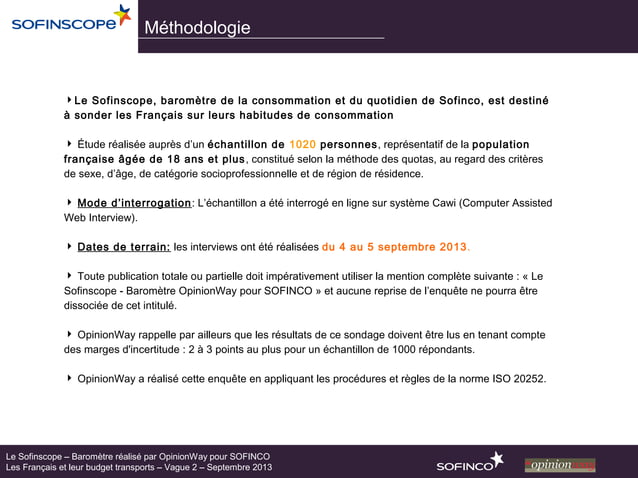 SOFINSCOPE
Méthodologie
Le Sofinscope, baromètre de la consommation et du quotidien de Sofinco, est destiné
à sonder les Français sur leurs habitudes de consommation
Étude réalisée auprès d'un échantillon de 1020 personnes, représentatif de la population
française âgée de 18 ans et plus, constitué selon la méthode des quotas, au regard des critères
de sexe, d'âge, de catégorie socioprofessionnelle et de région de résidence.
Mode d'interrogation: L'échantillon a été interrogé en ligne sur système Cawi (Computer Assisted
Web Interview).
Dates de terrain: les interviews ont été réalisées du 4 au 5 septembre 2013.
Toute publication totale ou partielle doit impérativement utiliser la mention complète suivante : « Le
Sofinscope - Baromètre OpinionWay pour SOFINCO » et aucune reprise de l'enquête ne pourra être
dissociée de cet intitulé.
OpinionWay rappelle par ailleurs que les résultats de ce sondage doivent être lus en tenant compte
des marges d'incertitude : 2 à 3 points au plus pour un échantillon de 1000 répondants.
OpinionWay a réalisé cette enquête en appliquant les procédures et règles de la norme ISO 20252.
Le Sofinscope – Baromètre réalisé par OpinionWay pour SOFINCO
Les Français et leur budget transports – Vague 2 – Septembre 2013
SOFINCO
opinion